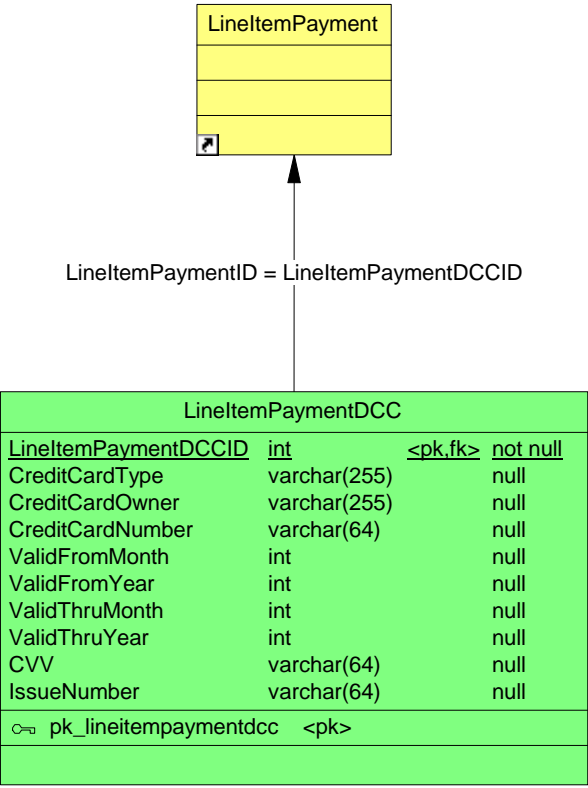 LineItemPayment
LineItemPaymentID = LineItemPaymentDCCID
LineItemPaymentDCC
LineItemPaymentDCCID int <pk,fk> not null
CreditCardType varchar(255) null
CreditCardOwner varchar(255) null
CreditCardNumber varchar(64) null
ValidFromMonth int null
ValidFromYear int null
ValidThruMonth int null
ValidThruYear int null
CVV varchar(64) null
IssueNumber varchar(64) null
pk_lineitempaymentdcc <pk>